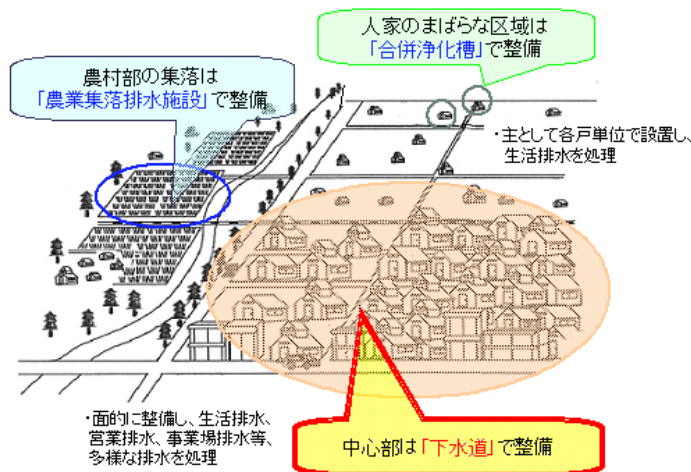 人家のまばらな区域は
「合併浄化槽」で整備
農村部の集落は
「農業集落排水施設」で整備
・主として各戸単位で設置し、
生活排水を処理
・面的に整備し、生活排水、
営業排水、事業場排水等、
多様な排水を処理
中心部は「下水道」で整備